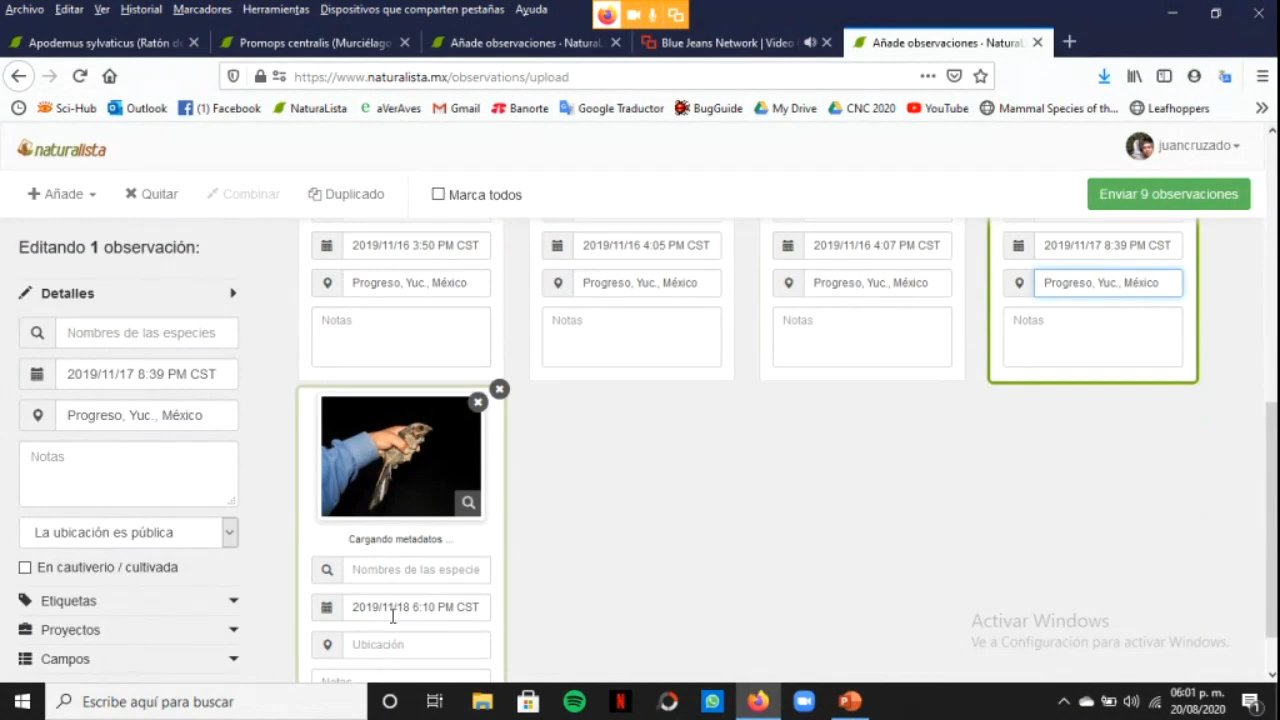 Archivo Editar Ver Historial Marcadores Herramientas Dispositivos que comparten pestañas Ayuda
Apodemus sylvaticus (Ratón de Promops centralis (Murciélago Añade observaciones - Natural Blue Jeans Network | Video Añade observaciones - Natural
https://www.naturalista.mx/observations/upload
Sci-Hub Outlook (1) Facebook NaturaLista aVerAves Gmail Banorte Google Traductor BugGuide My Drive CNC 2020 YouTube Mammal Species of th... Leafhoppers
naturalista juancruzado
Añade Quitar Combinar Duplicado Marca todos Enviar 9 observaciones
Editando 1 observación:
2019/11/16 3:50 PM CST 2019/11/16 4:05 PM CST 2019/11/16 4:07 PM CST 2019/11/17 8:39 PM CST
Progreso, Yuc., México Progreso, Yuc., México Progreso, Yuc., México Progreso, Yuc., México
Notas Notas Notas Notas
Detalles
Nombres de las especies
2019/11/17 8:39 PM CST
Progreso, Yuc., México
Notas
La ubicación es pública
En cautiverio / cultivada
Etiquetas
Proyectos
Campos
Cargando metadatos ...
Nombres de las especie
2019/11/18 6:10 PM CST
Ubicación
Notas
Activar Windows
Ve a Configuración para activar Windows.
Escribe aquí para buscar
06:01 p. m.
20/08/2020
1